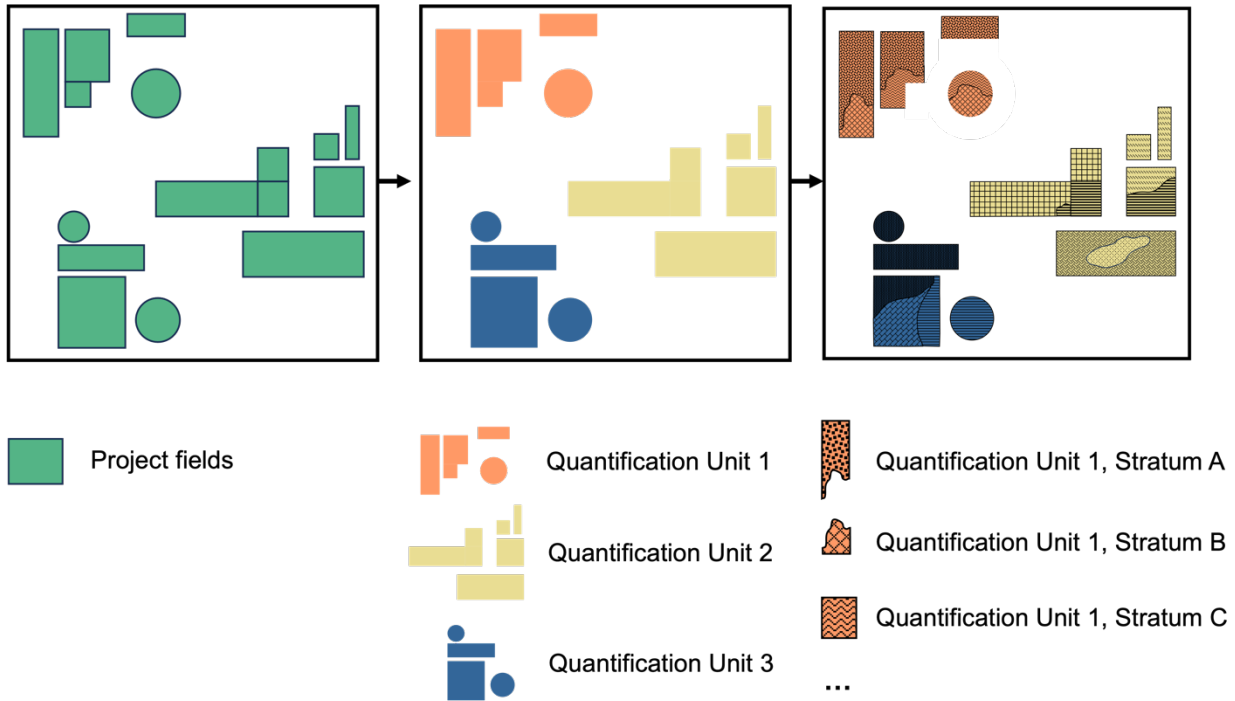 Project fields
Quantification Unit 1
Quantification Unit 2
Quantification Unit 3
Quantification Unit 1, Stratum A
Quantification Unit 1, Stratum B
Quantification Unit 1, Stratum C
...